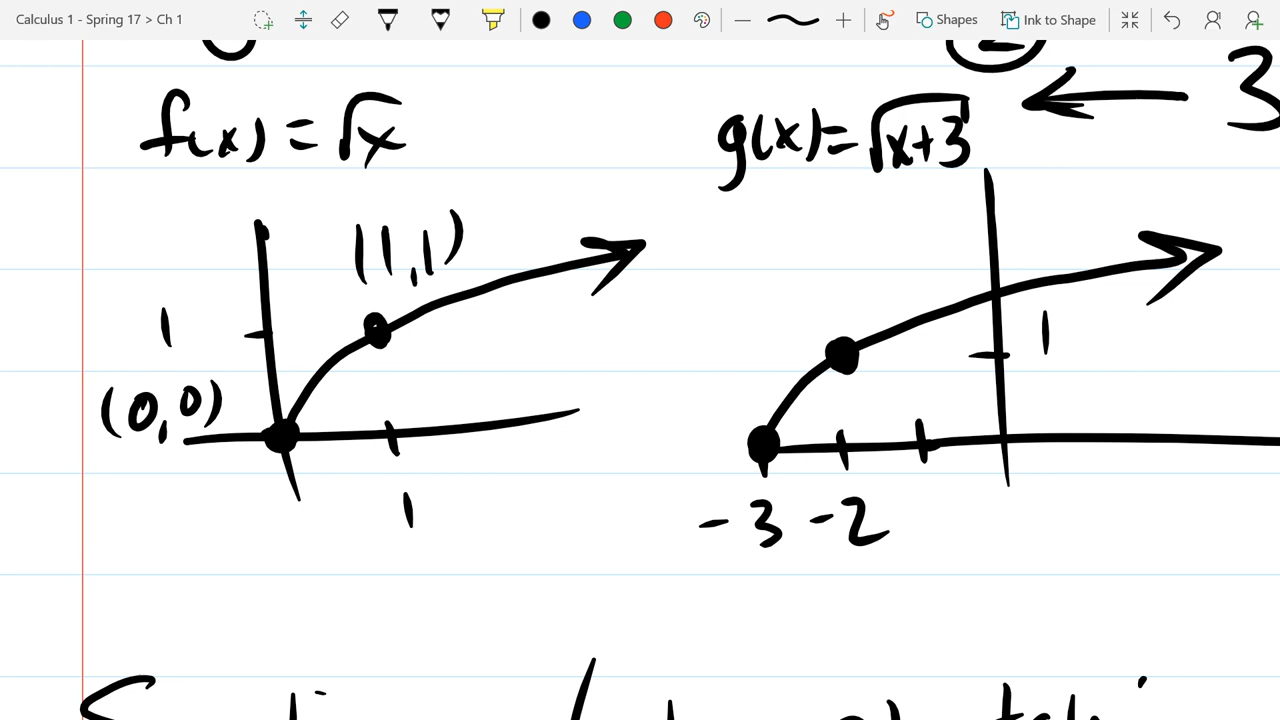 Calculus 1 - Spring 17 > Ch 1
Shapes
Ink to Shape
2
← 3
f(x) = √x
g(x) = √x+3
(1,1)
1
1
(0,0)
1
-3 -2